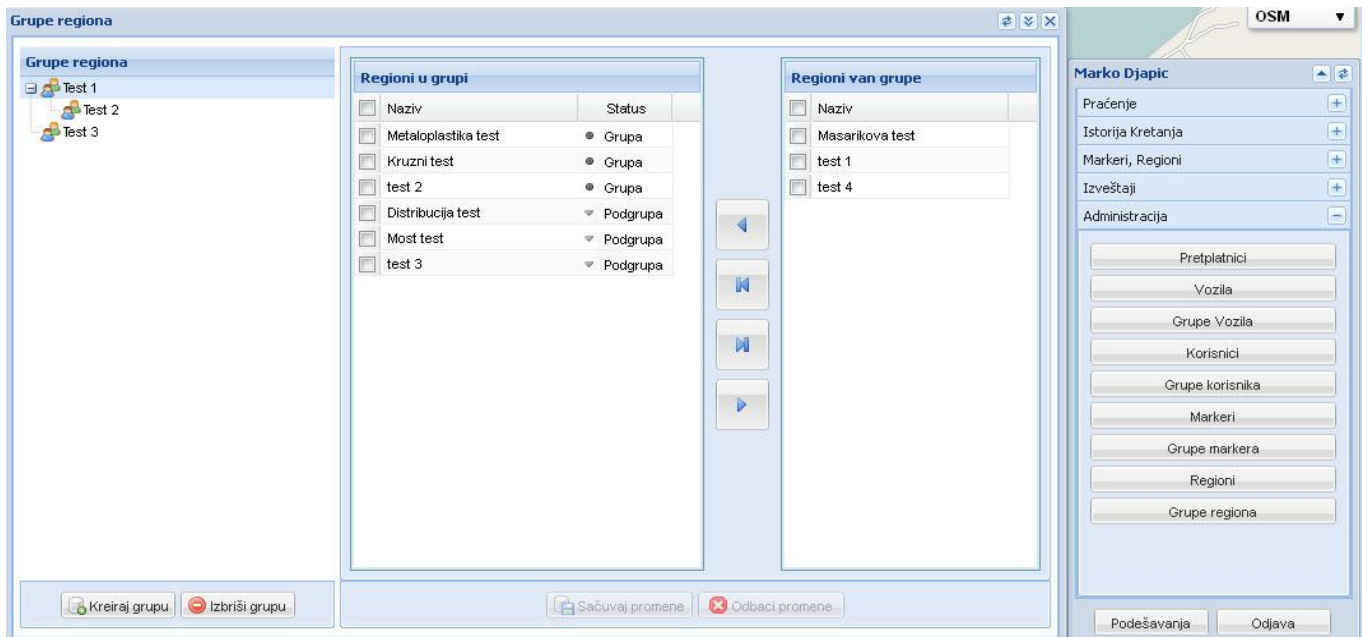 Grupe regiona
OSM
Grupe regiona
Test 1
Test 2
Test 3
Regioni u grupi
Naziv Status
Metaloplastika test Grupa
Kruzni test Grupa
test 2 Grupa
Distribucija test Podgrupa
Most test Podgrupa
test 3 Podgrupa
Regioni van grupe
Naziv
Masarikova test
test 1
test 4
Marko Djapic
Praćenje
Istorija Kretanja
Markeri, Regioni
Izveštaji
Administracija
Pretplatnici
Vozila
Grupe Vozila
Korisnici
Grupe korisnika
Markeri
Grupe markera
Regioni
Grupe regiona
Kreiraj grupu Izbriši grupu
Sačuvaj promene Odbaci promene
Podešavanja Odjava